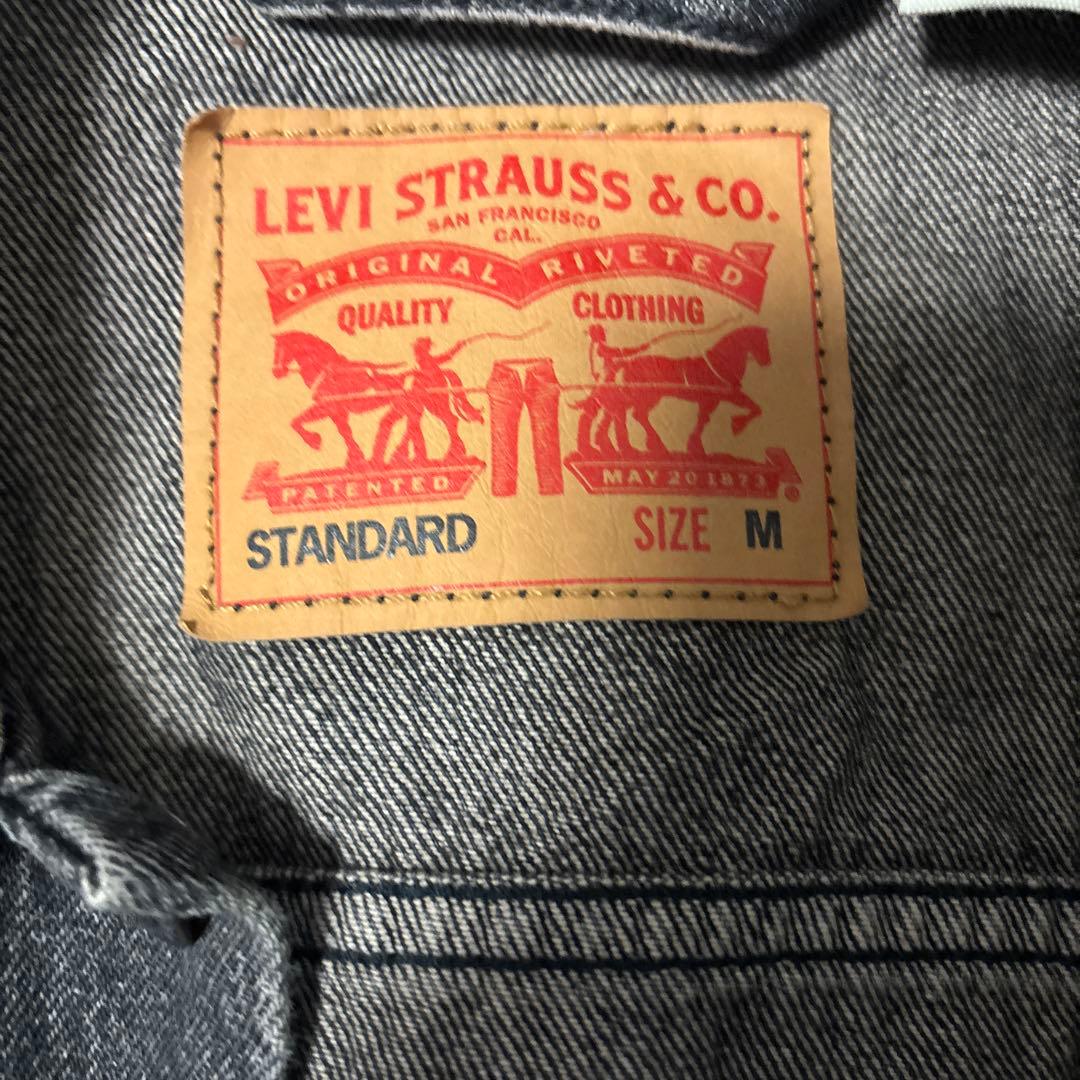 LEVI STRAUSS & CO.
SAN FRANCISCO
CAL.
ORIGINAL RIVETED
QUALITY CLOTHING
PATENTED MAY 20 1873 ®
STANDARD SIZE M